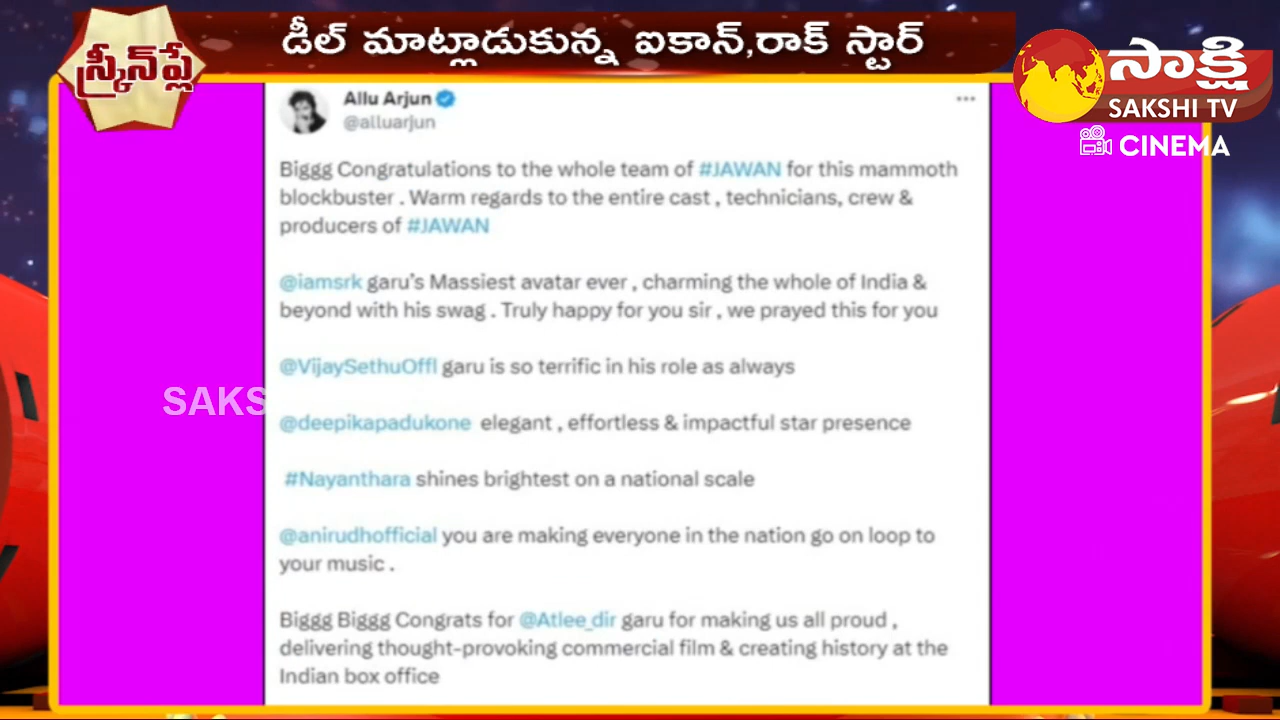 స్క్రీన్‌ప్లే
డీల్ మాట్లాడుకున్న ఐకాన్,రాక్ స్టార్
సాక్షి
SAKSHI TV
CINEMA
Allu Arjun
@alluarjun
Biggg Congratulations to the whole team of #JAWAN for this mammoth
blockbuster . Warm regards to the entire cast , technicians, crew &
producers of #JAWAN
@iamsrk garu's Massiest avatar ever , charming the whole of India &
beyond with his swag . Truly happy for you sir , we prayed this for you
@VijaySethuOffl garu is so terrific in his role as always
SAKS
@deepikapadukone elegant , effortless & impactful star presence
#Nayanthara shines brightest on a national scale
@anirudhofficial you are making everyone in the nation go on loop to
your music .
Biggg Biggg Congrats for @Atlee_dir garu for making us all proud ,
delivering thought-provoking commercial film & creating history at the
Indian box office